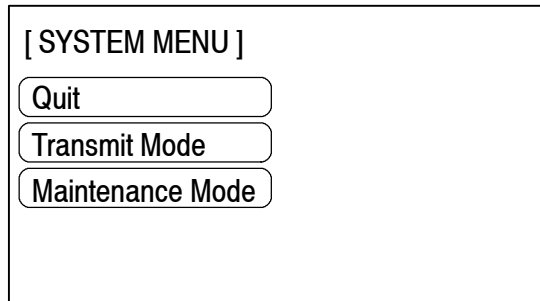 [ SYSTEM MENU ]
Quit
Transmit Mode
Maintenance Mode